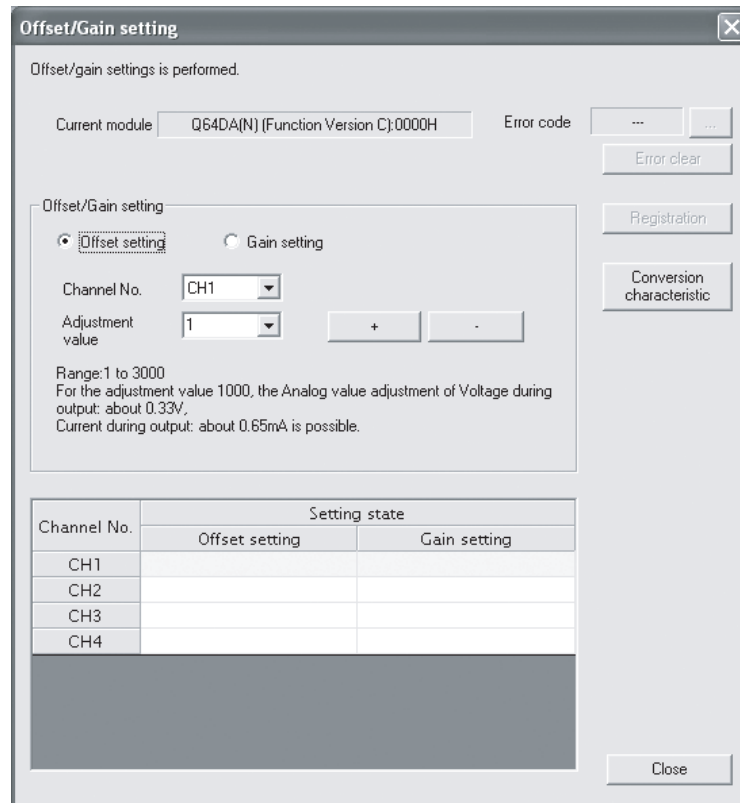 Offset/Gain setting
Offset/gain settings is performed.
Current module Q64DA(N) (Function Version C):0000H Error code --- ...
Error clear
Offset/Gain setting
Registration
Offset setting Gain setting
Channel No. CH1
Conversion
characteristic
Adjustment
value 1 + -
Range:1 to 3000
For the adjustment value 1000, the Analog value adjustment of Voltage during
output: about 0.33V,
Current during output: about 0.65mA is possible.
Channel No. Setting state
Offset setting Gain setting
CH1
CH2
CH3
CH4
Close